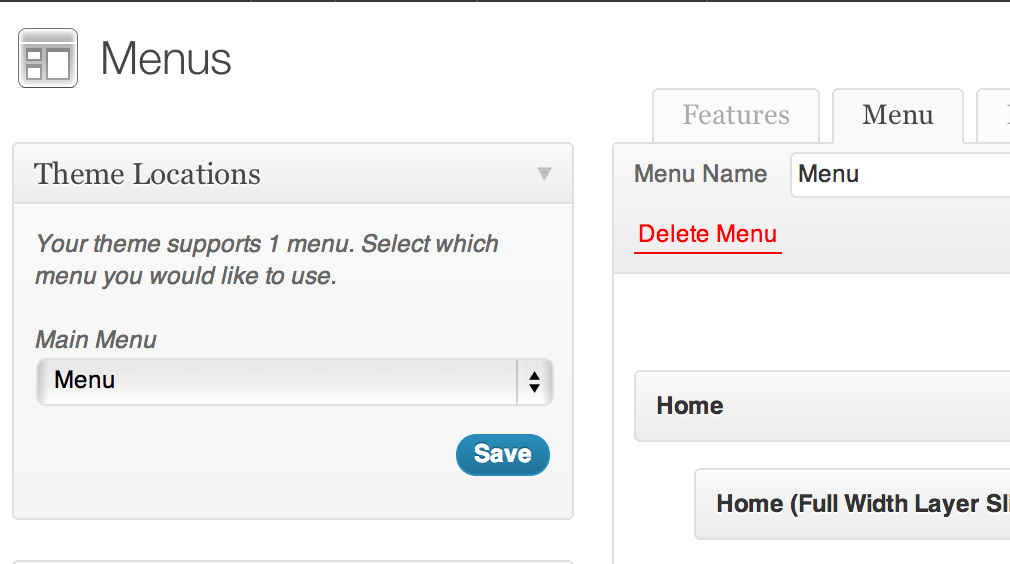 Menus
Theme Locations
Your theme supports 1 menu. Select which
menu you would like to use.
Main Menu
Menu
Save
Features
Menu
Menu Name
Menu
Delete Menu
Home
Home (Full Width Layer